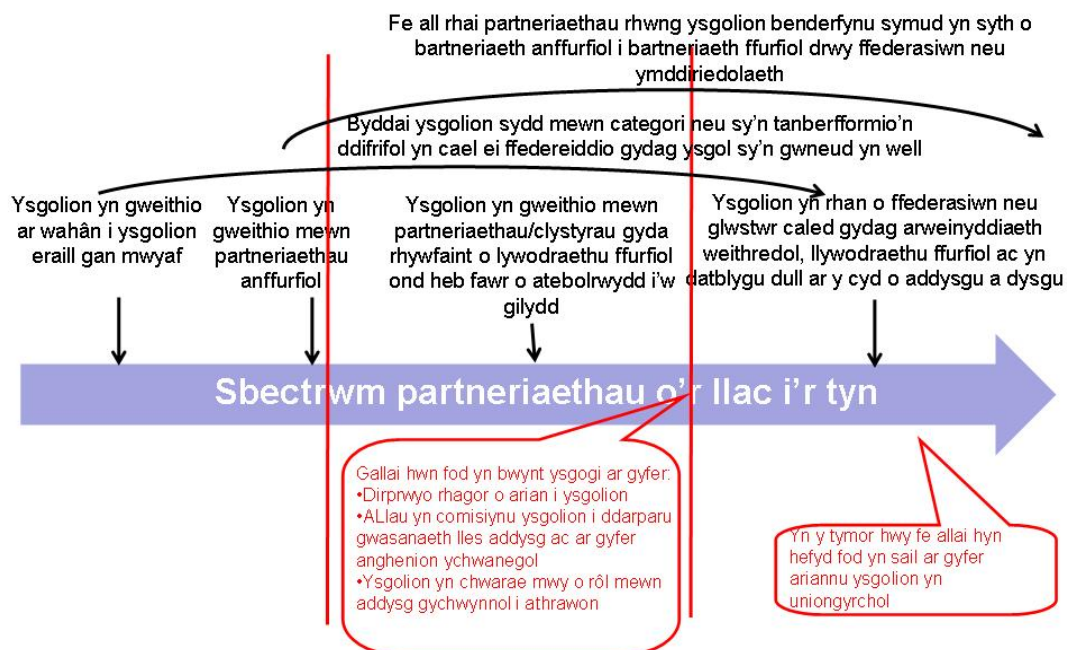 Fe all rhai partneriaethau rhwng ysgolion benderfynu symud yn syth o
bartneriaeth anffurfiol i bartneriaeth ffurfiol drwy ffederasiwn neu
ymddiriedolaeth
Byddai ysgolion sydd mewn categori neu sy'n tanberfformio'n
ddifrifol yn cael ei ffedereiddio gydag ysgol sy'n gwneud yn well
Ysgolion yn gweithio
ar wahân i ysgolion
eraill gan mwyaf
Ysgolion yn
gweithio mewn
partneriaethau
anffurfiol
Ysgolion yn gweithio mewn
partneriaethau/clystyrau gyda
rhywfaint o lywodraethu ffurfiol
ond heb fawr o atebolrwydd i'w
gilydd
Ysgolion yn rhan o ffederasiwn neu
glwstwr caled gydag arweinyddiaeth
weithredol, llywodraethu ffurfiol ac yn
datblygu dull ar y cyd o addysgu a dysgu
Sbectrwm partneriaethau o'r llac i'r tyn
Gallai hwn fod yn bwynt ysgogi ar gyfer:
•Dirprwyo rhagor o arian i ysgolion
•ALlau yn comisiynu ysgolion i ddarparu
gwasanaeth lles addysg ac ar gyfer
anghenion ychwanegol
•Ysgolion yn chwarae mwy o rôl mewn
addysg gychwynnol i athrawon
Yn y tymor hwy fe allai hyn
hefyd fod yn sail ar gyfer
ariannu ysgolion yn
uniongyrchol